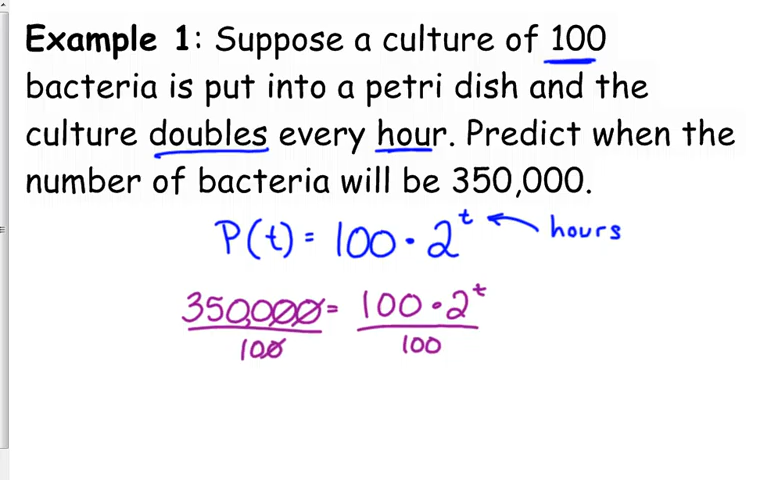 Example 1: Suppose a culture of 100
bacteria is put into a petri dish and the
culture doubles every hour. Predict when the
number of bacteria will be 350,000.
P(t) = 100 · 2^t ← hours
350,000 = 100 · 2^t
100 100